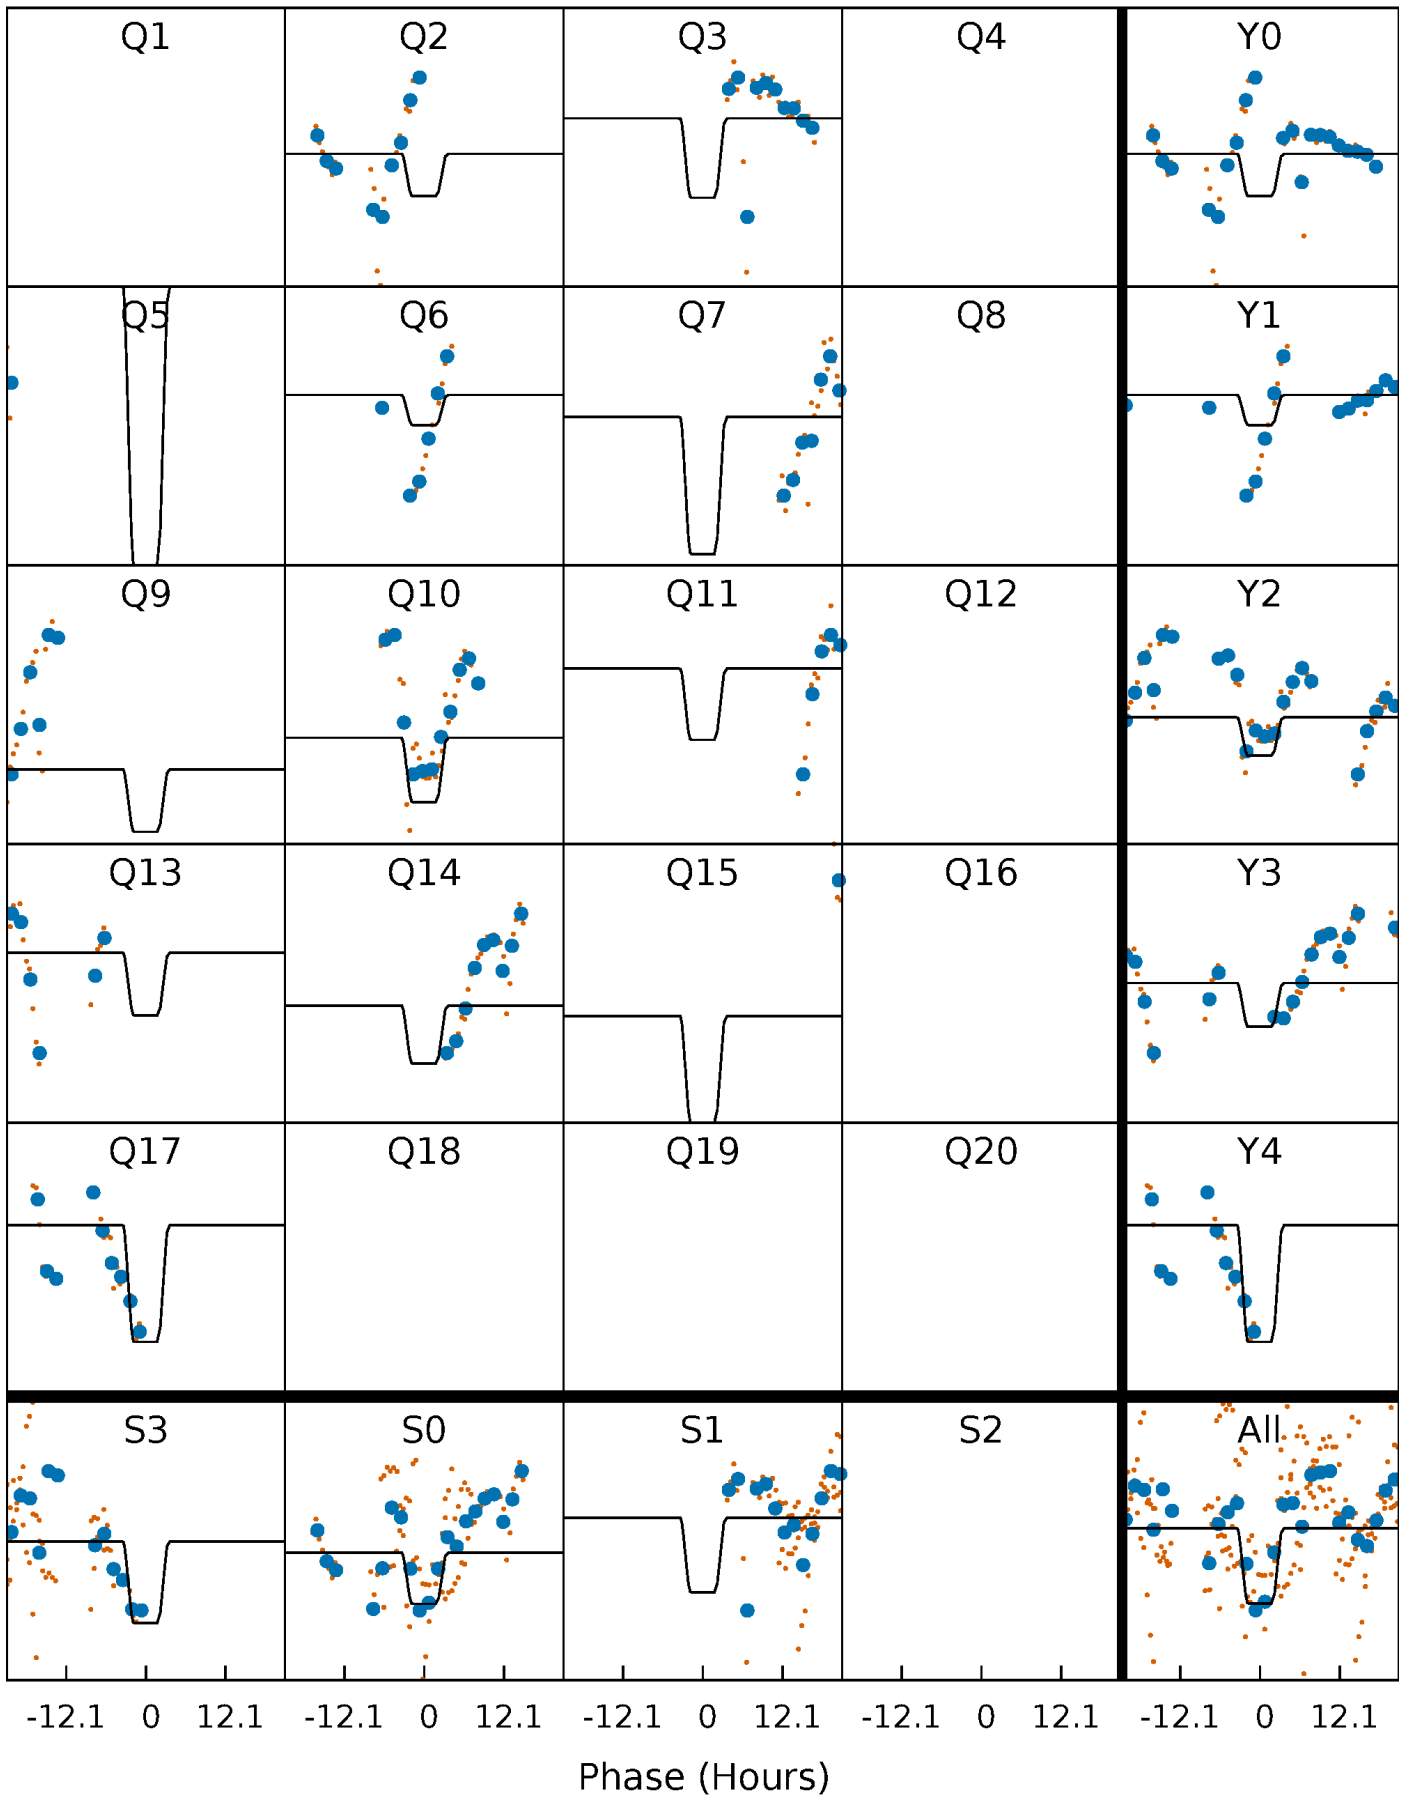 Q1 Q2 Q3 Q4 Y0
Q5 Q6 Q7 Q8 Y1
Q9 Q10 Q11 Q12 Y2
Q13 Q14 Q15 Q16 Y3
Q17 Q18 Q19 Q20 Y4
S3 S0 S1 S2 All
-12.1 0 12.1 -12.1 0 12.1 -12.1 0 12.1 -12.1 0 12.1 -12.1 0 12.1
Phase (Hours)